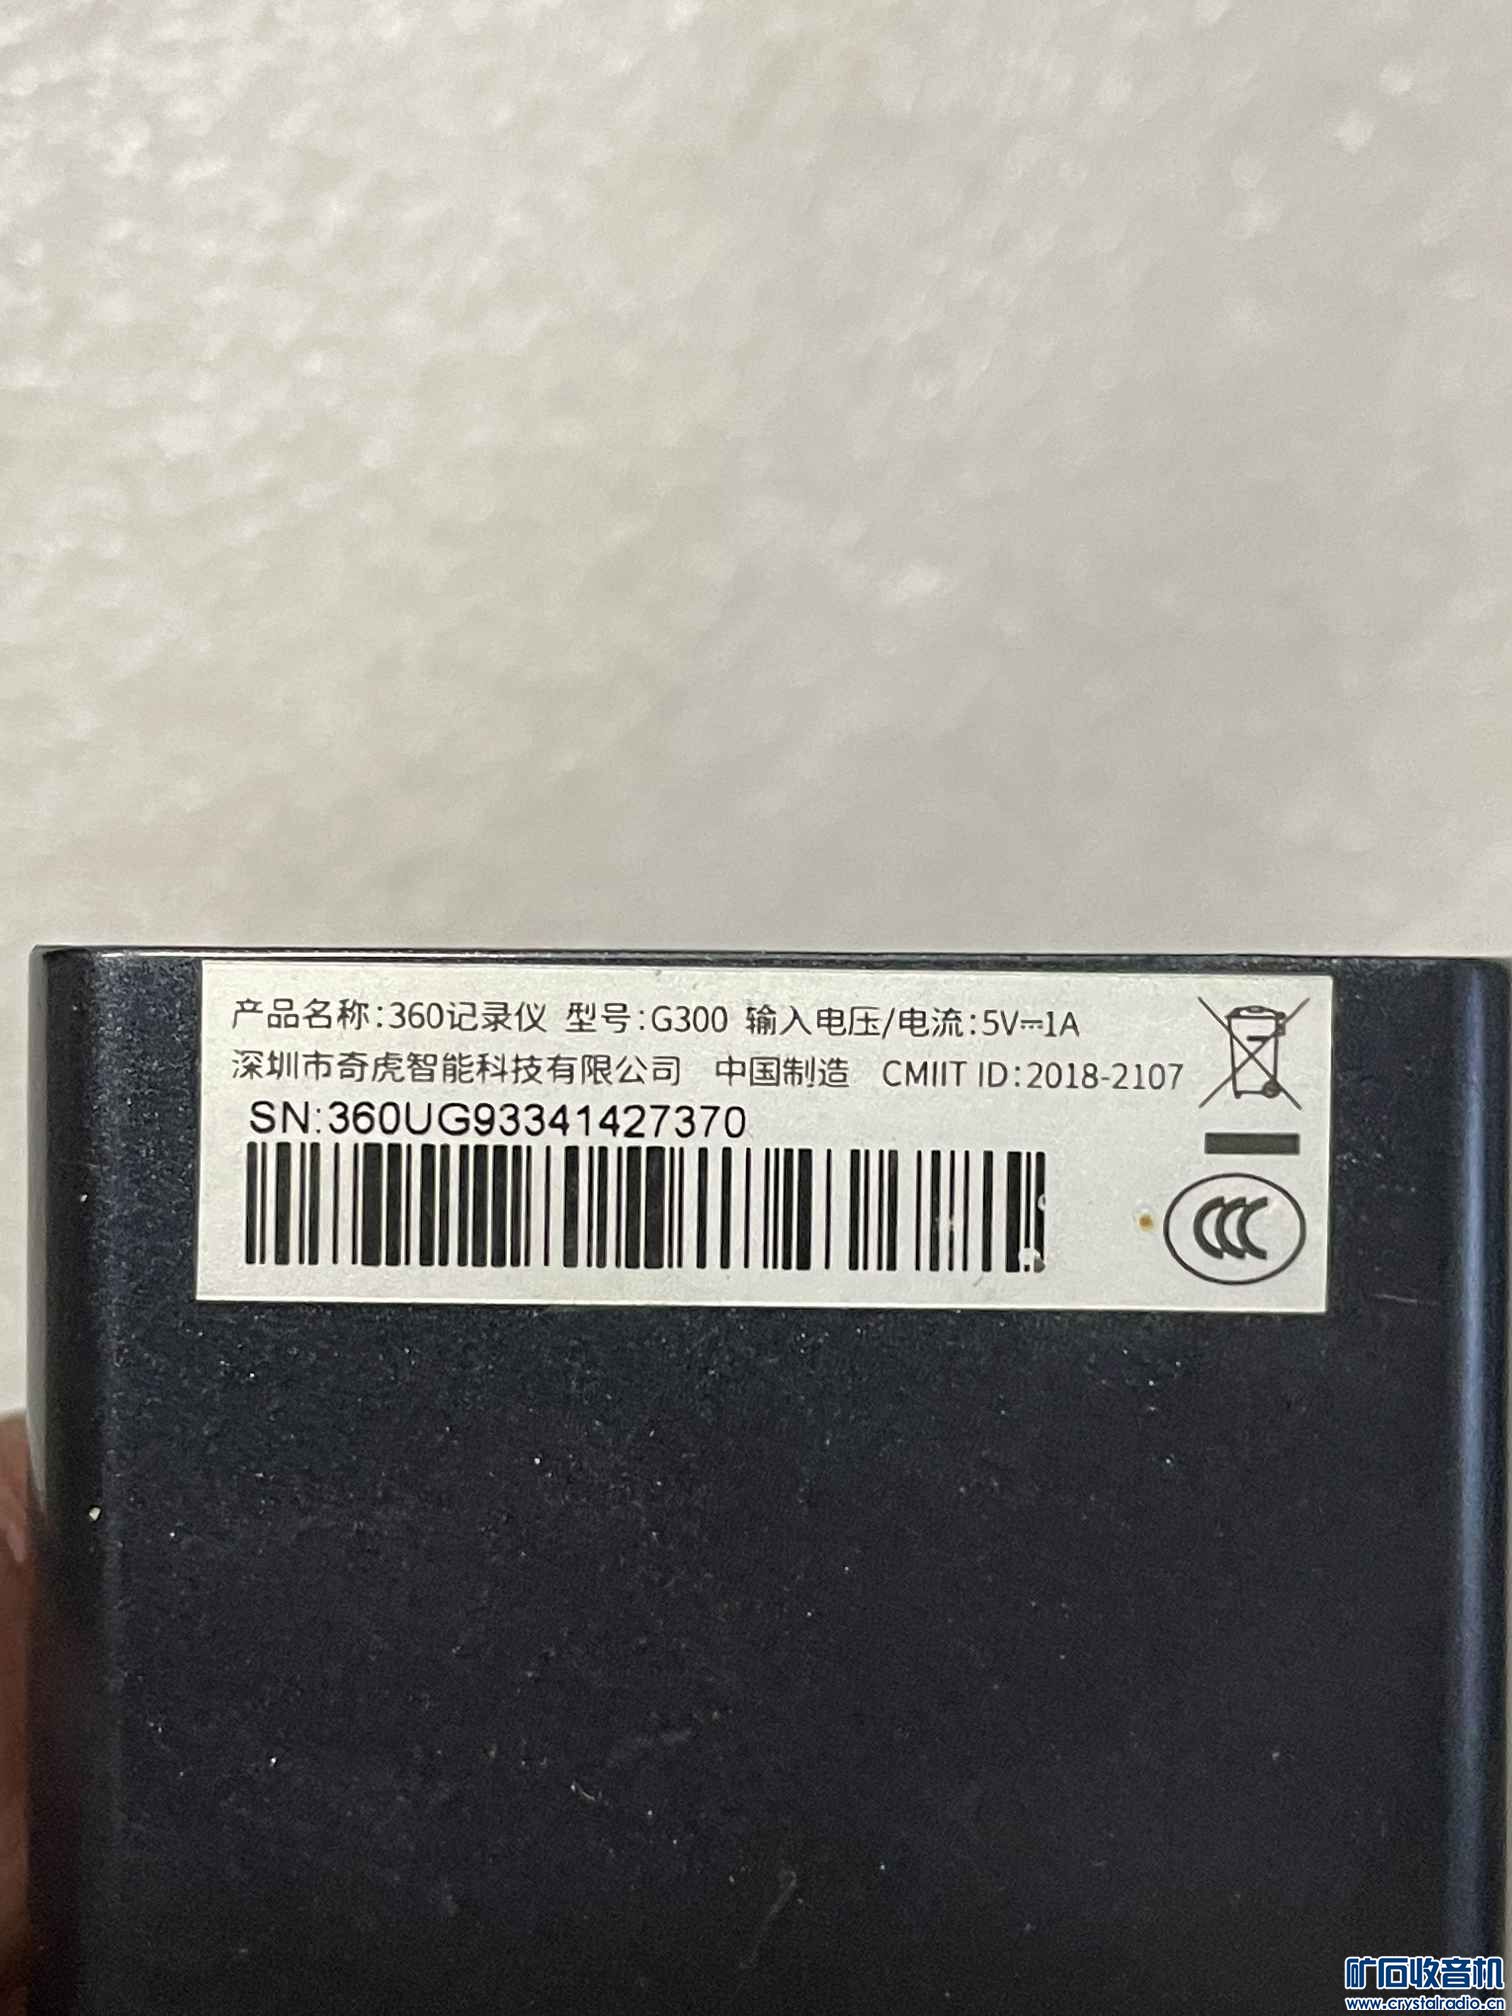 产品名称:360记录仪 型号:G300 输入电压/电流:5V⎓1A
深圳市奇虎智能科技有限公司 中国制造 CMIIT ID:2018-2107
SN:360UG93341427370
CCC
矿石收音机
www.crystalradio.cn